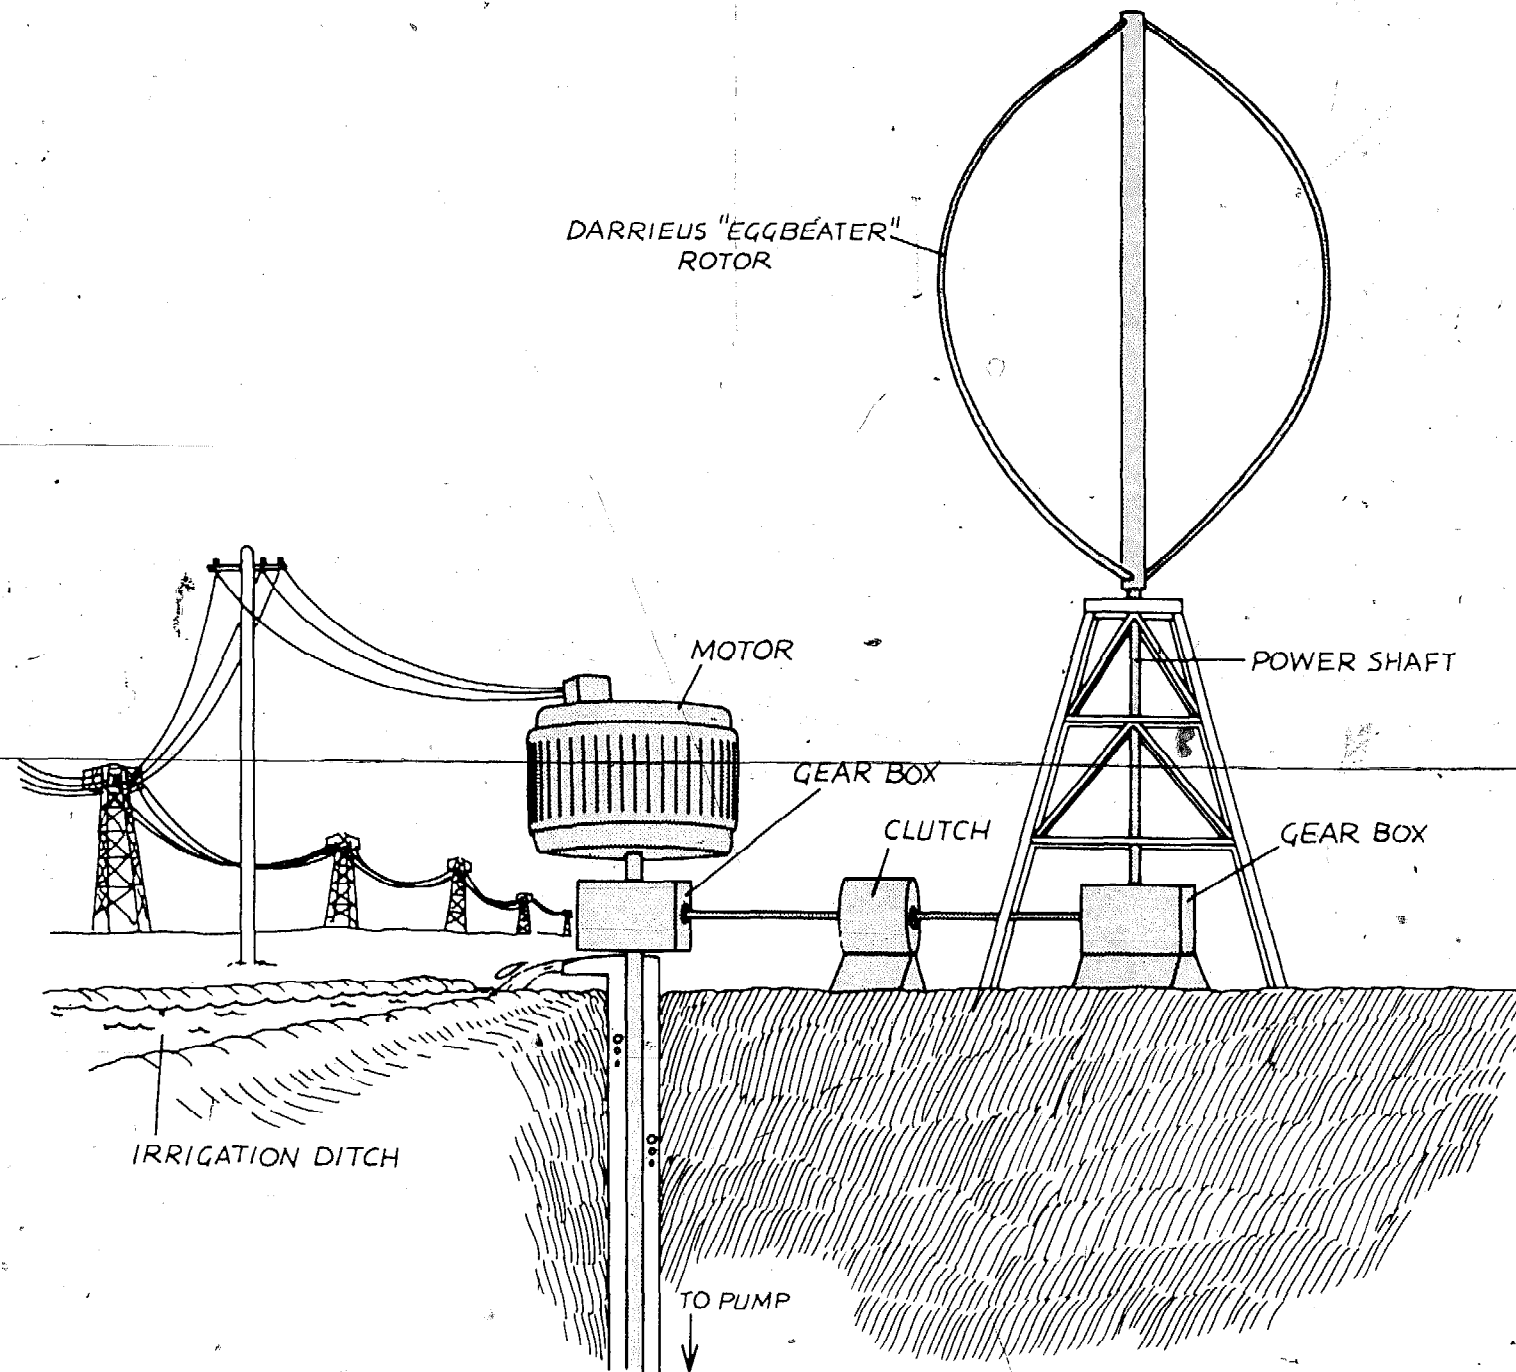 DARRIEUS "EGGBEATER"
ROTOR
MOTOR
POWER SHAFT
GEAR BOX
CLUTCH
GEAR BOX
IRRIGATION DITCH
TO PUMP